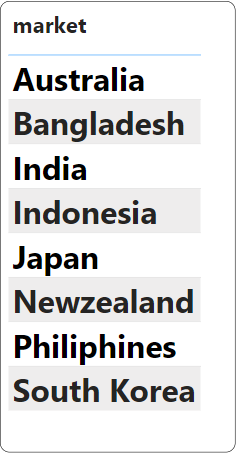 market
Australia
Bangladesh
India
Indonesia
Japan
Newzealand
Philiphines
South Korea